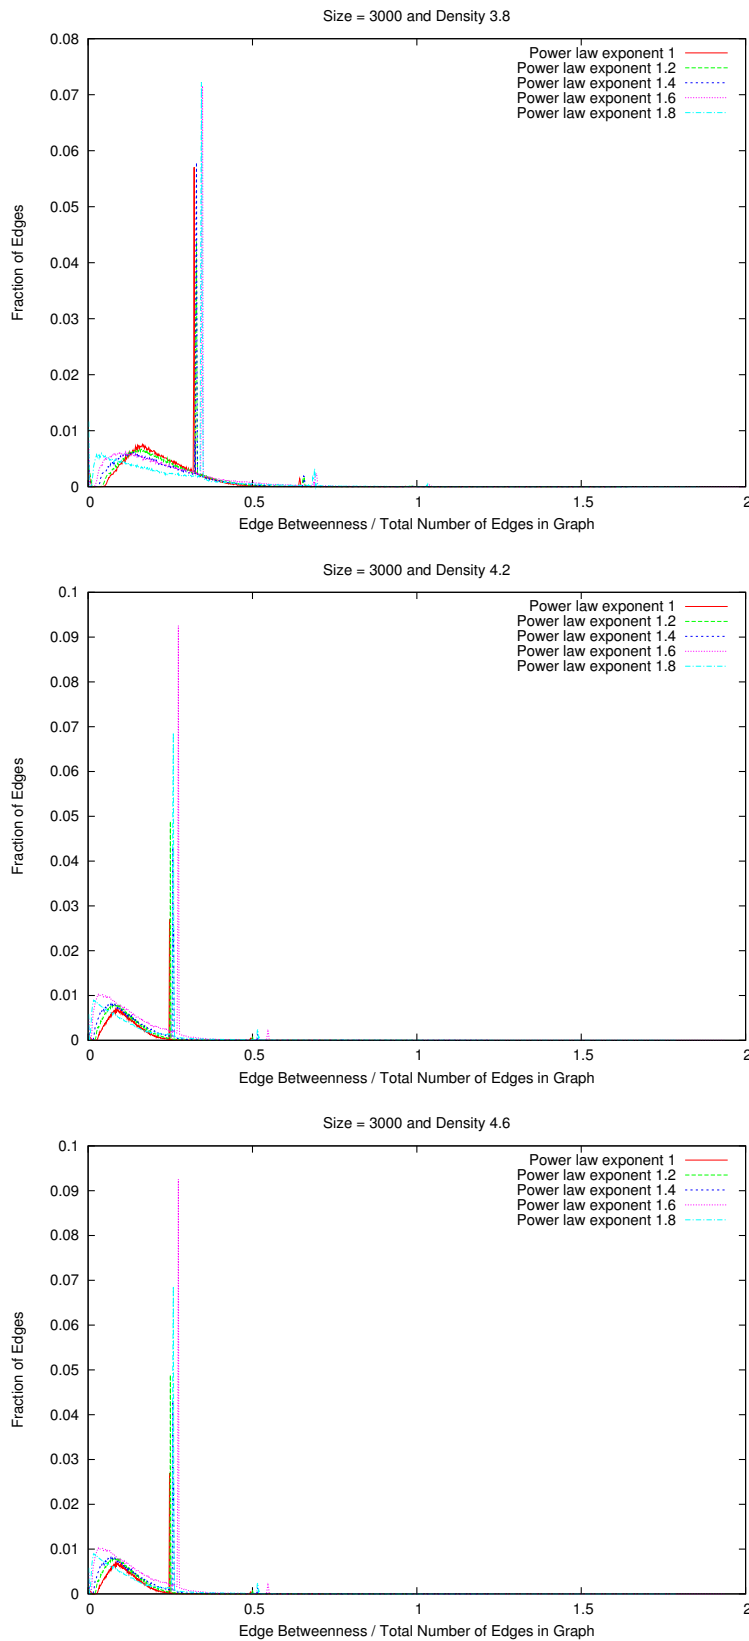 Size = 3000 and Density 3.8
0.08
0.07
0.06
0.05
0.04
0.03
0.02
0.01
0
Fraction of Edges
Power law exponent 1
Power law exponent 1.2
Power law exponent 1.4
Power law exponent 1.6
Power law exponent 1.8
0 0.5 1 1.5 2
Edge Betweenness / Total Number of Edges in Graph
Size = 3000 and Density 4.2
0.1
0.09
0.08
0.07
0.06
0.05
0.04
0.03
0.02
0.01
0
Fraction of Edges
Power law exponent 1
Power law exponent 1.2
Power law exponent 1.4
Power law exponent 1.6
Power law exponent 1.8
0 0.5 1 1.5 2
Edge Betweenness / Total Number of Edges in Graph
Size = 3000 and Density 4.6
0.1
0.09
0.08
0.07
0.06
0.05
0.04
0.03
0.02
0.01
0
Fraction of Edges
Power law exponent 1
Power law exponent 1.2
Power law exponent 1.4
Power law exponent 1.6
Power law exponent 1.8
0 0.5 1 1.5 2
Edge Betweenness / Total Number of Edges in Graph